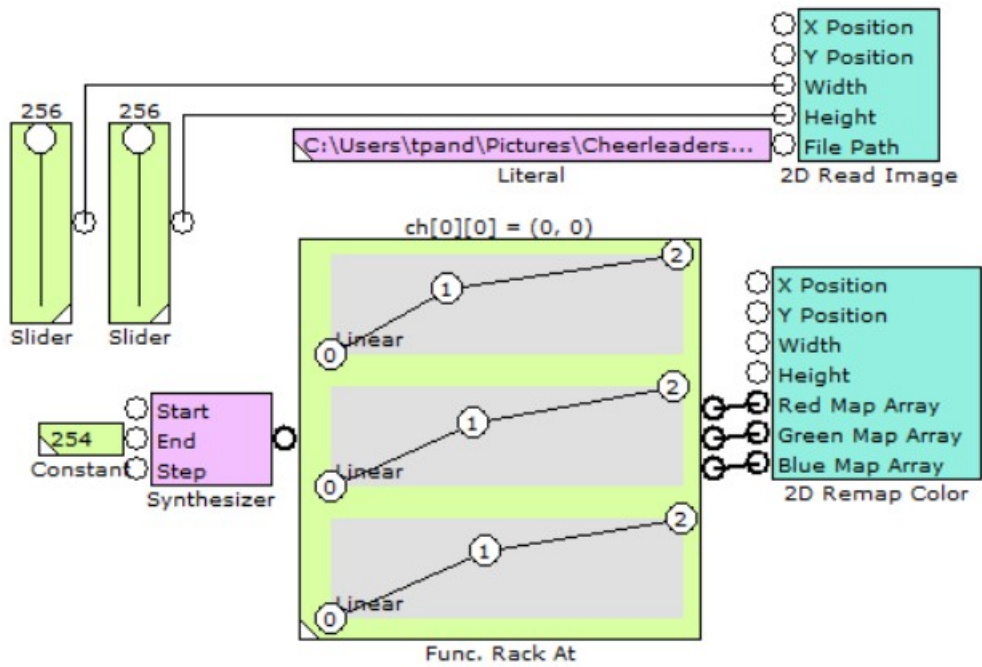 X Position
Y Position
Width
Height
File Path
2D Read Image
256
256
C:\Users\tpand\Pictures\Cheerleaders...
Literal
Slider
Slider
ch[0][0] = (0, 0)
0
1
2
Linear
0
1
2
Linear
0
1
2
Linear
Func. Rack At
254
Constant
Start
End
Step
Synthesizer
X Position
Y Position
Width
Height
Red Map Array
Green Map Array
Blue Map Array
2D Remap Color